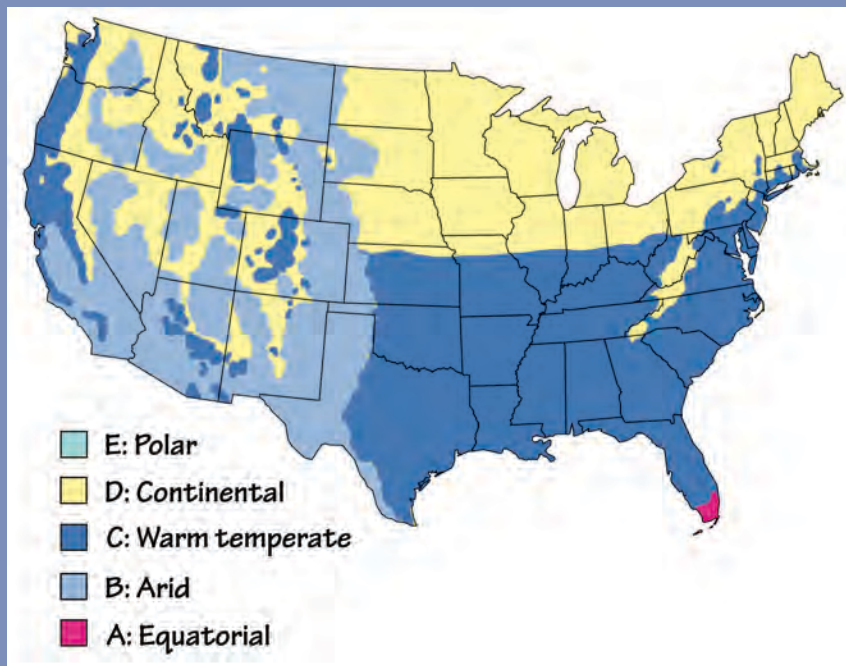 E: Polar
D: Continental
C: Warm temperate
B: Arid
A: Equatorial